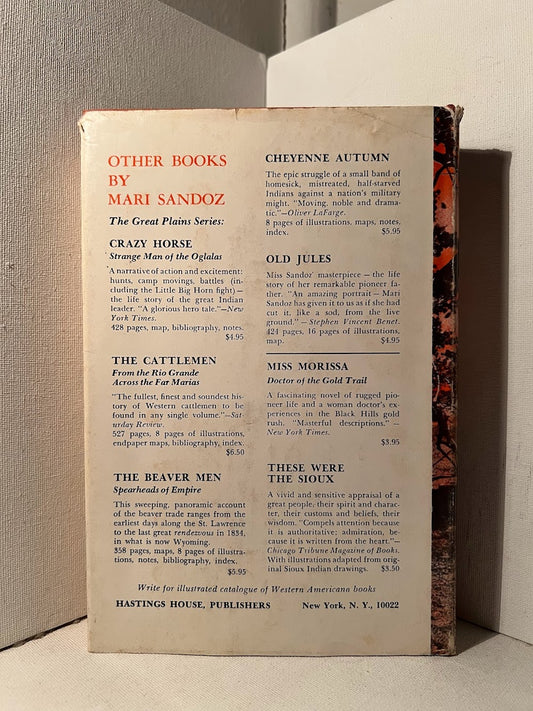 OTHER BOOKS
BY
MARI SANDOZ
The Great Plains Series:
CRAZY HORSE
Strange Man of the Oglalas
A narrative of action and excitement:
hunts, camp movings, battles (in-
cluding the Little Big Horn fight) —
the life story of the great Indian
leader. "A glorious hero tale."—New
York Times.
428 pages, map, bibliography, notes.
$4.95
THE CATTLEMEN
From the Rio Grande
Across the Far Marias
"The fullest, finest and soundest his-
tory of Western cattlemen to be
found in any single volume."—Sat-
urday Review.
527 pages, 8 pages of illustrations,
endpaper maps, bibliography, notes.
$6.50
THE BEAVER MEN
Spearheads of Empire
This sweeping, panoramic account
of the beaver trade ranges from the
earliest days along the St. Lawrence
to the last great rendezvous in 1834,
in what is now Wyoming.
358 pages, maps, 8 pages of illustra-
tions, notes, bibliography, index.
$5.95
CHEYENNE AUTUMN
The epic struggle of a small band of
homesick, mistreated, half-starved
Indians against a nation's military
might. "Moving, noble and drama-
tic."—Oliver LaFarge.
8 pages of illustrations, maps, notes,
index. $5.95
OLD JULES
Miss Sandoz' masterpiece — the life
story of her remarkable pioneer fa-
ther. "An amazing portrait — Mari
Sandoz has given it to us as if she had
cut it, like a sod, from the live
ground." — Stephen Vincent Benet.
424 pages, 16 pages of illustrations,
map. $4.95
MISS MORISSA
Doctor of the Gold Trail
A fascinating novel of rugged pio-
neer life and a woman doctor's ex-
periences in the Black Hills gold
rush. "Masterful descriptions." —
New York Times.
$3.95
THESE WERE
THE SIOUX
A vivid and sensitive appraisal of a
great people, their spirit and charac-
ter, their customs and beliefs, their
wisdom. "Compels attention because
it is authoritative; admiration, be-
cause it is written from the heart."—
Chicago Tribune Magazine of Books.
With illustrations adapted from orig-
inal Sioux Indian drawings. $3.50
Write for illustrated catalogue of Western Americana books
HASTINGS HOUSE, PUBLISHERS New York, N. Y., 10022